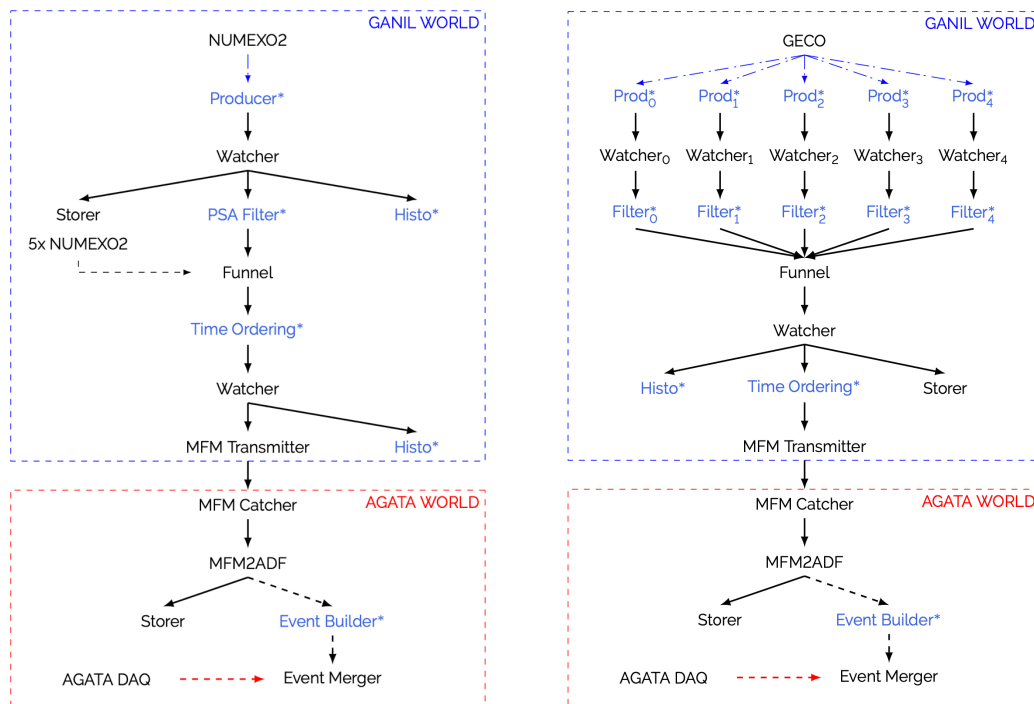 GANIL WORLD
NUMEXO2
Producer*
Watcher
Storer PSA Filter* Histo*
5x NUMEXO2
Funnel
Time Ordering*
Watcher
MFM Transmitter Histo*
AGATA WORLD
MFM Catcher
MFM2ADF
Storer Event Builder*
AGATA DAQ Event Merger
GANIL WORLD
GECO
Prod*0 Prod*1 Prod*2 Prod*3 Prod*4
Watcher0 Watcher1 Watcher2 Watcher3 Watcher4
Filter*0 Filter*1 Filter*2 Filter*3 Filter*4
Funnel
Watcher
Histo* Time Ordering* Storer
MFM Transmitter
AGATA WORLD
MFM Catcher
MFM2ADF
Storer Event Builder*
AGATA DAQ Event Merger